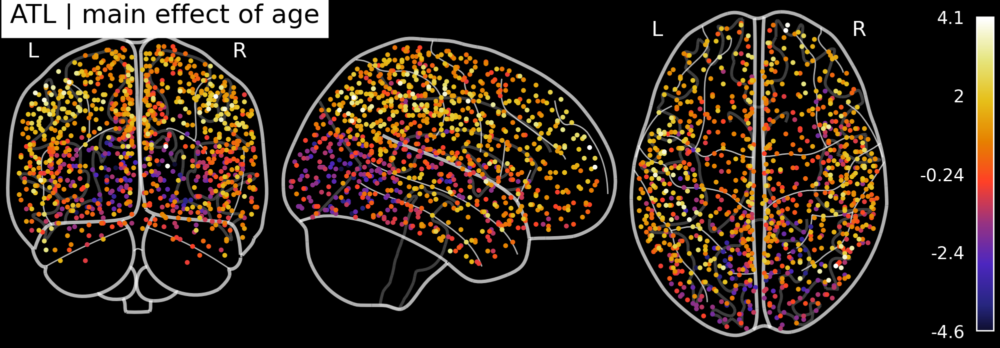 ATL | main effect of age
L
R
L
R
4.1
2
-0.24
-2.4
-4.6